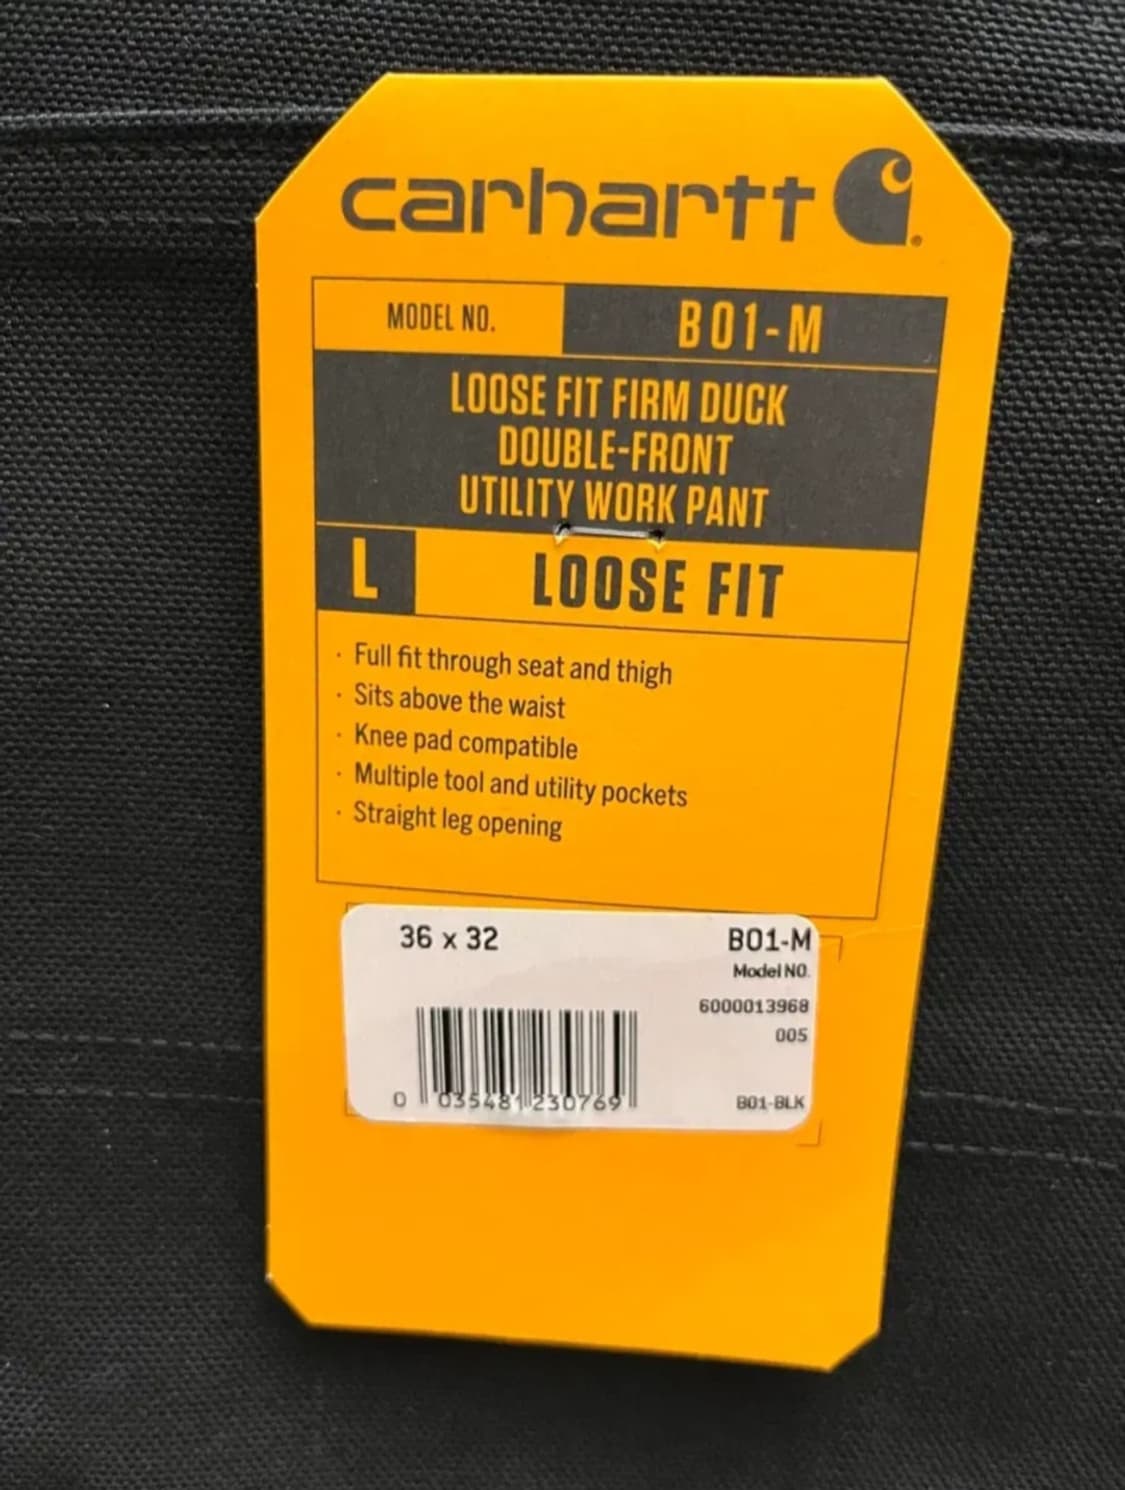 carhartt
MODEL NO. B01-M
LOOSE FIT FIRM DUCK
DOUBLE-FRONT
UTILITY WORK PANT
L LOOSE FIT
· Full fit through seat and thigh
· Sits above the waist
· Knee pad compatible
· Multiple tool and utility pockets
· Straight leg opening
36 x 32 B01-M
Model NO.
6000013968
005
0 035481230769 B01-BLK